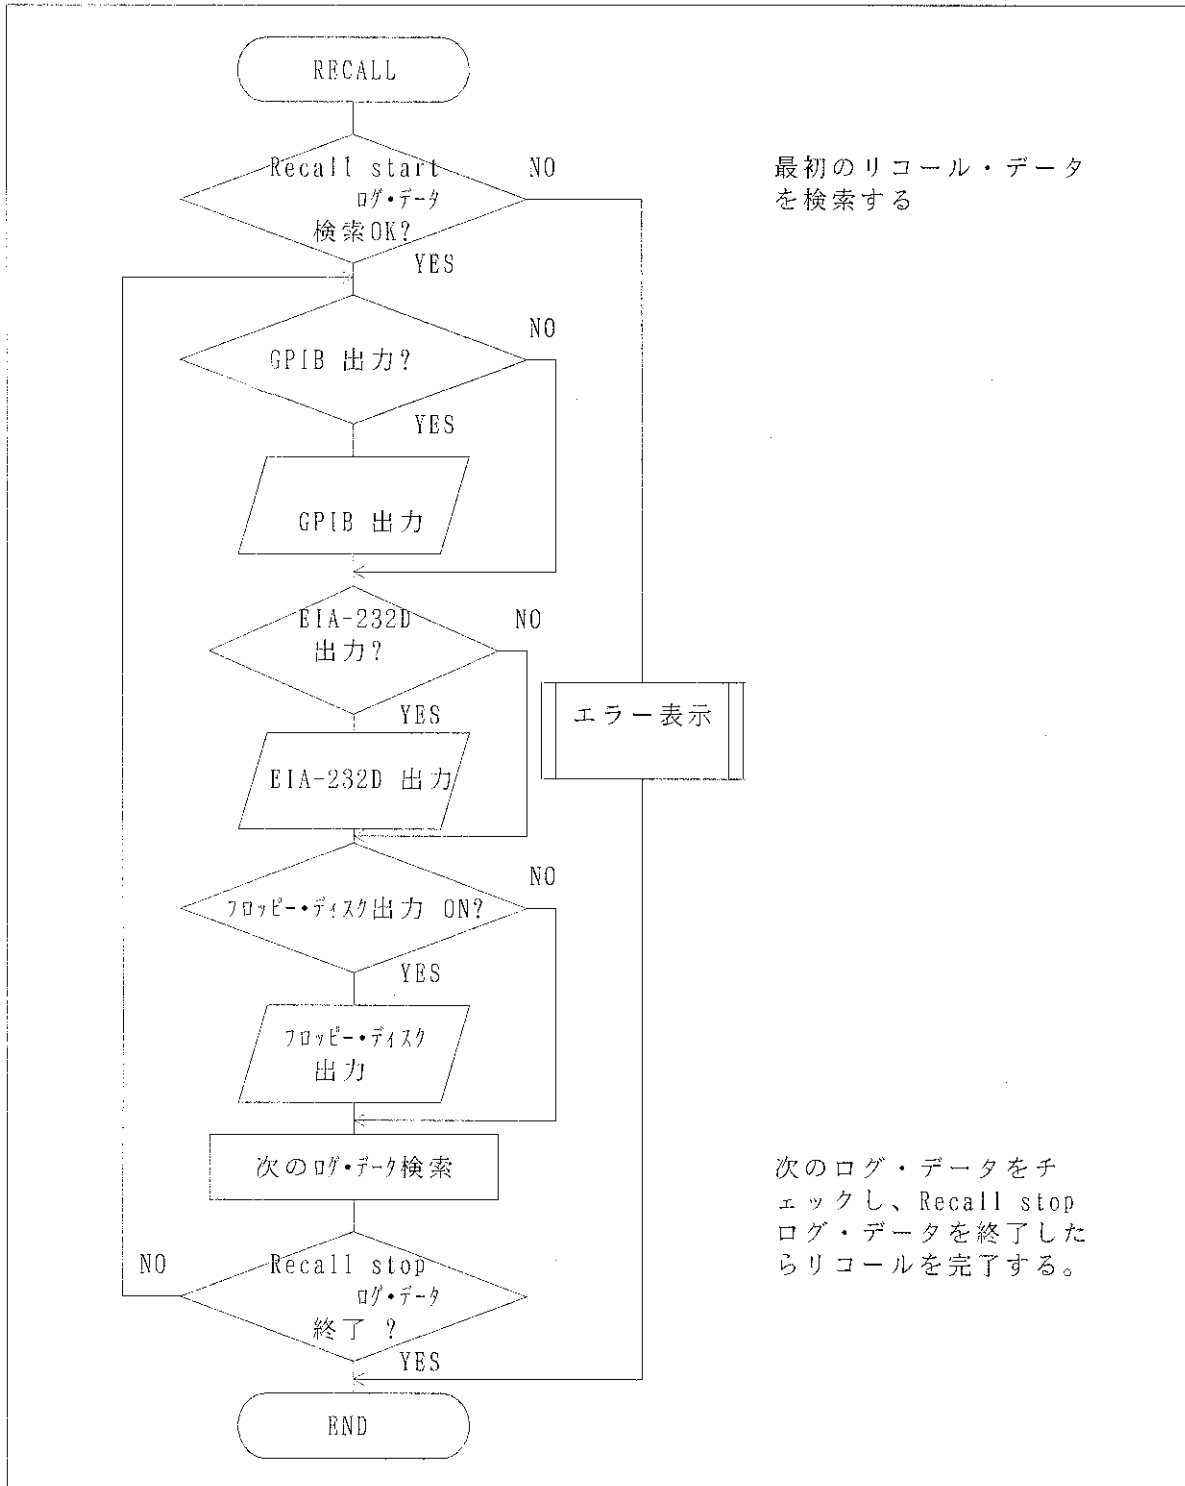 RECALL
Recall start
ログ・データ
検索OK?
NO
最初のリコール・データ
を検索する
YES
GPIB 出力?
NO
YES
GPIB 出力
EIA-232D
出力?
NO
YES
エラー表示
EIA-232D 出力
フロッピー・ディスク出力 ON?
NO
YES
フロッピー・ディスク
出力
次のログ・データ検索
次のログ・データをチ
ェックし、Recall stop
ログ・データを終了した
らリコールを完了する。
NO
Recall stop
ログ・データ
終了 ?
YES
END